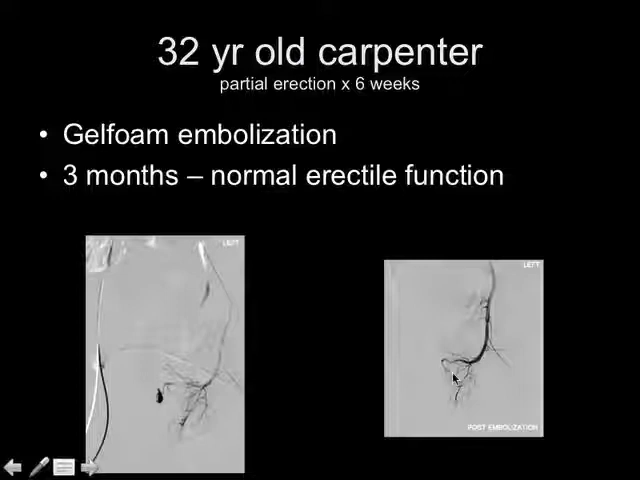 32 yr old carpenter
partial erection x 6 weeks
• Gelfoam embolization
• 3 months – normal erectile function
LEFT
LEFT
POST EMBOLIZATION